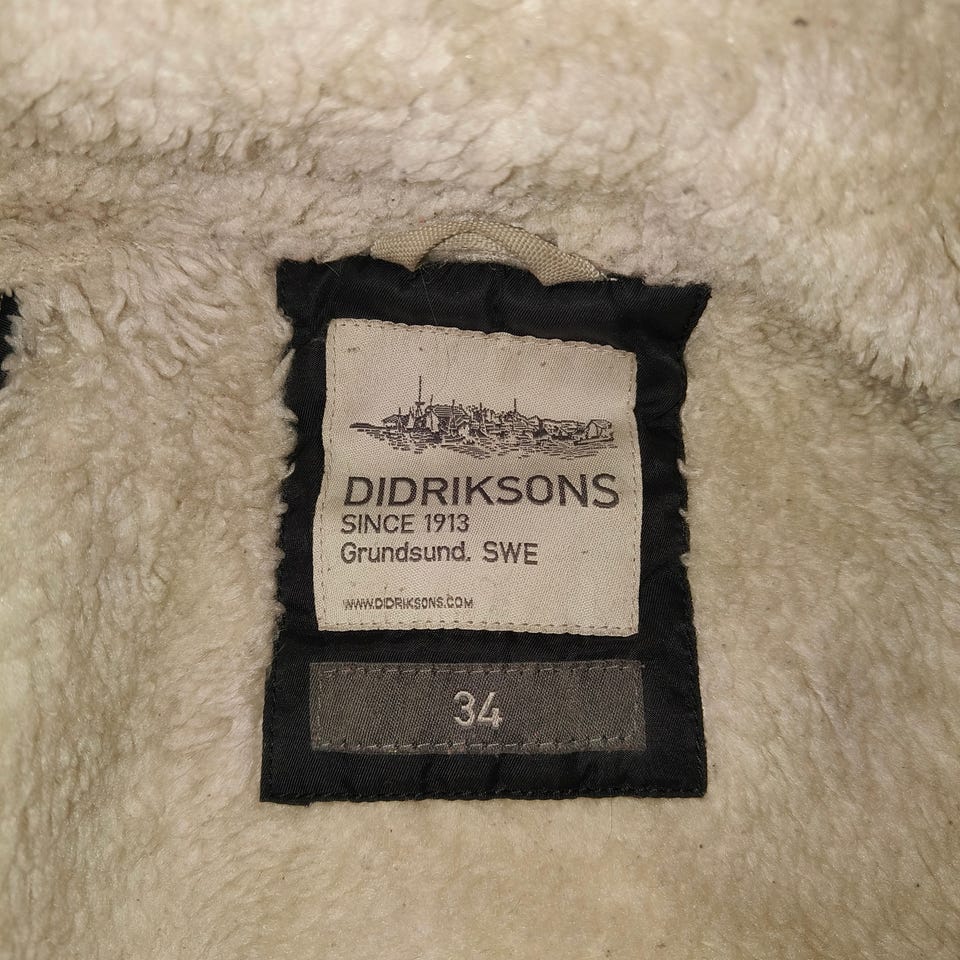 DIDRIKSONS
SINCE 1913
Grundsund. SWE
WWW.DIDRIKSONS.COM
34